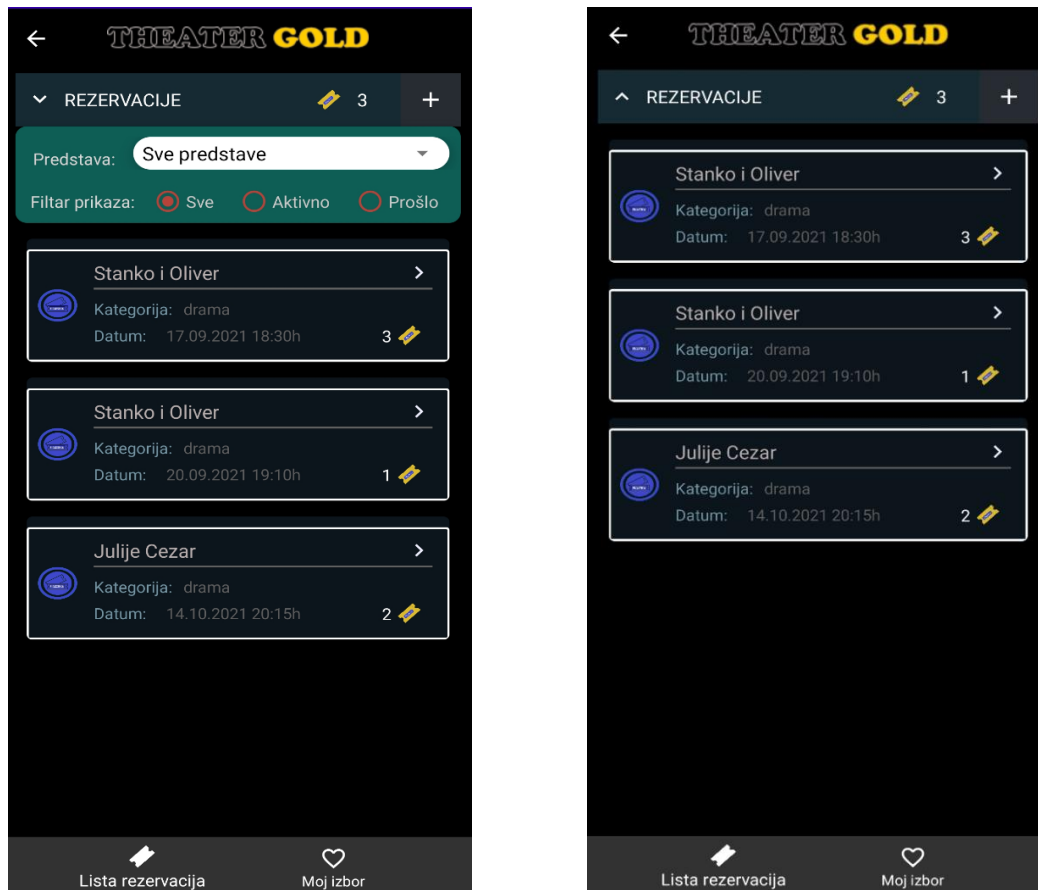 THEATER GOLD
REZERVACIJE 3 +
Predstava: Sve predstave
Filtar prikaza: Sve Aktivno Prošlo
Stanko i Oliver
Kategorija: drama
Datum: 17.09.2021 18:30h 3
Stanko i Oliver
Kategorija: drama
Datum: 20.09.2021 19:10h 1
Julije Cezar
Kategorija: drama
Datum: 14.10.2021 20:15h 2
Lista rezervacija Moj izbor
THEATER GOLD
REZERVACIJE 3 +
Stanko i Oliver
Kategorija: drama
Datum: 17.09.2021 18:30h 3
Stanko i Oliver
Kategorija: drama
Datum: 20.09.2021 19:10h 1
Julije Cezar
Kategorija: drama
Datum: 14.10.2021 20:15h 2
Lista rezervacija Moj izbor